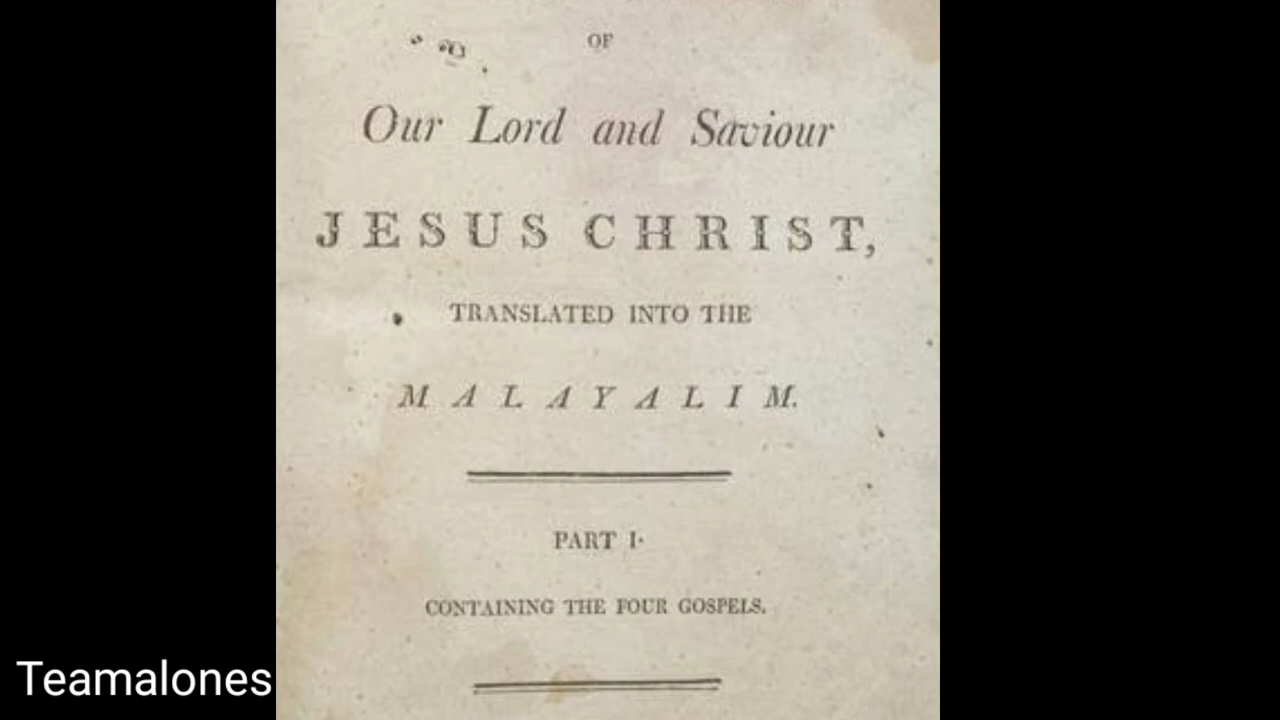 OF
Our Lord and Saviour
JESUS CHRIST,
TRANSLATED INTO THE
MALAYALIM.
PART I.
CONTAINING THE FOUR GOSPELS.
Teamalones